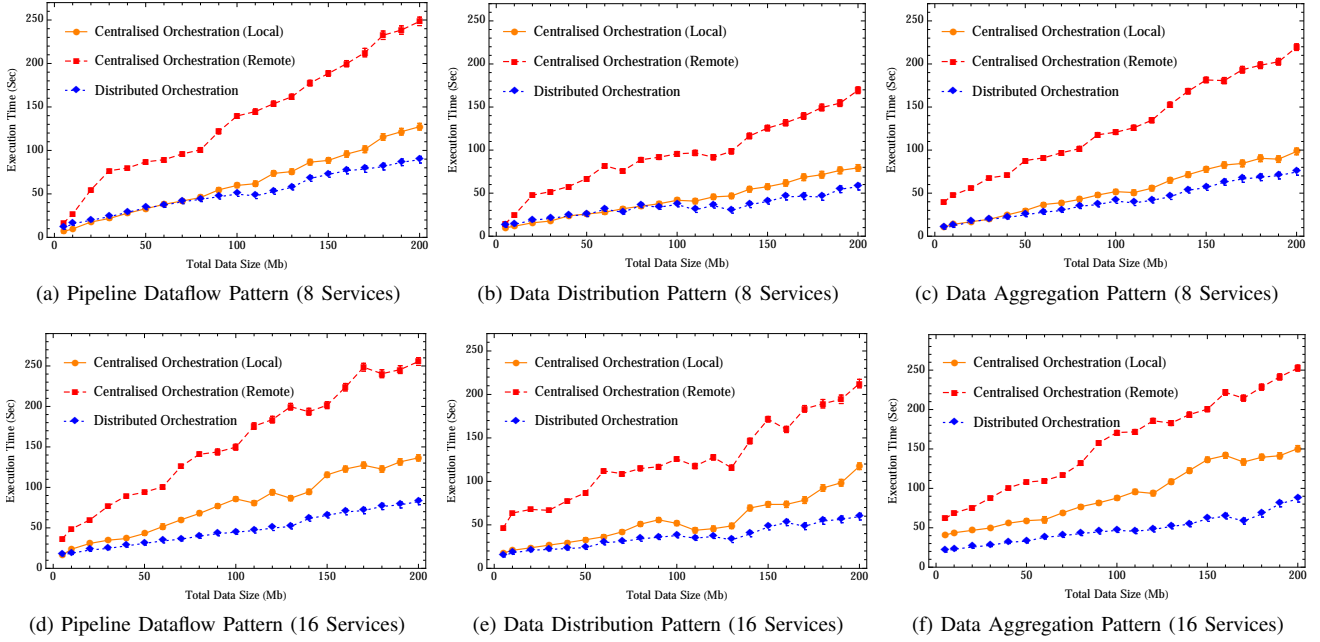 Centralised Orchestration (Local)
Centralised Orchestration (Remote)
Distributed Orchestration
Execution Time (Sec)
250
200
150
100
50
0
0 50 100 150 200
Total Data Size (Mb)
(a) Pipeline Dataflow Pattern (8 Services)
Centralised Orchestration (Local)
Centralised Orchestration (Remote)
Distributed Orchestration
Execution Time (Sec)
250
200
150
100
50
0
0 50 100 150 200
Total Data Size (Mb)
(b) Data Distribution Pattern (8 Services)
Centralised Orchestration (Local)
Centralised Orchestration (Remote)
Distributed Orchestration
Execution Time (Sec)
250
200
150
100
50
0
0 50 100 150 200
Total Data Size (Mb)
(c) Data Aggregation Pattern (8 Services)
Centralised Orchestration (Local)
Centralised Orchestration (Remote)
Distributed Orchestration
Execution Time (Sec)
250
200
150
100
50
0
0 50 100 150 200
Total Data Size (Mb)
(d) Pipeline Dataflow Pattern (16 Services)
Centralised Orchestration (Local)
Centralised Orchestration (Remote)
Distributed Orchestration
Execution Time (Sec)
250
200
150
100
50
0
0 50 100 150 200
Total Data Size (Mb)
(e) Data Distribution Pattern (16 Services)
Centralised Orchestration (Local)
Centralised Orchestration (Remote)
Distributed Orchestration
Execution Time (Sec)
250
200
150
100
50
0
0 50 100 150 200
Total Data Size (Mb)
(f) Data Aggregation Pattern (16 Services)